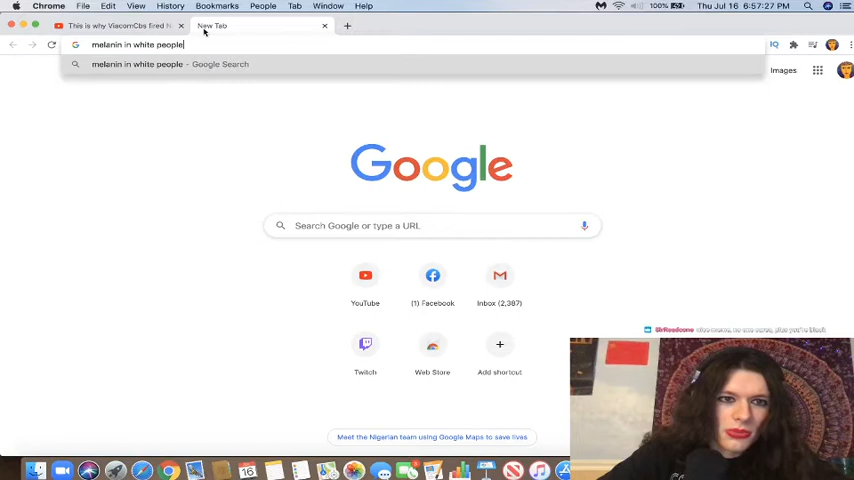 Chrome File Edit View History Bookmarks People Tab Window Help 100% Thu Jul 16 6:57:27 PM
This is why ViacomCbs fired New Tab
melanin in white people IQ
melanin in white people - Google Search
Images
Google
Search Google or type a URL
YouTube (1) Facebook Inbox (2,387)
Twitch Web Store Add shortcut
Meet the Nigerian team using Google Maps to save lives
16